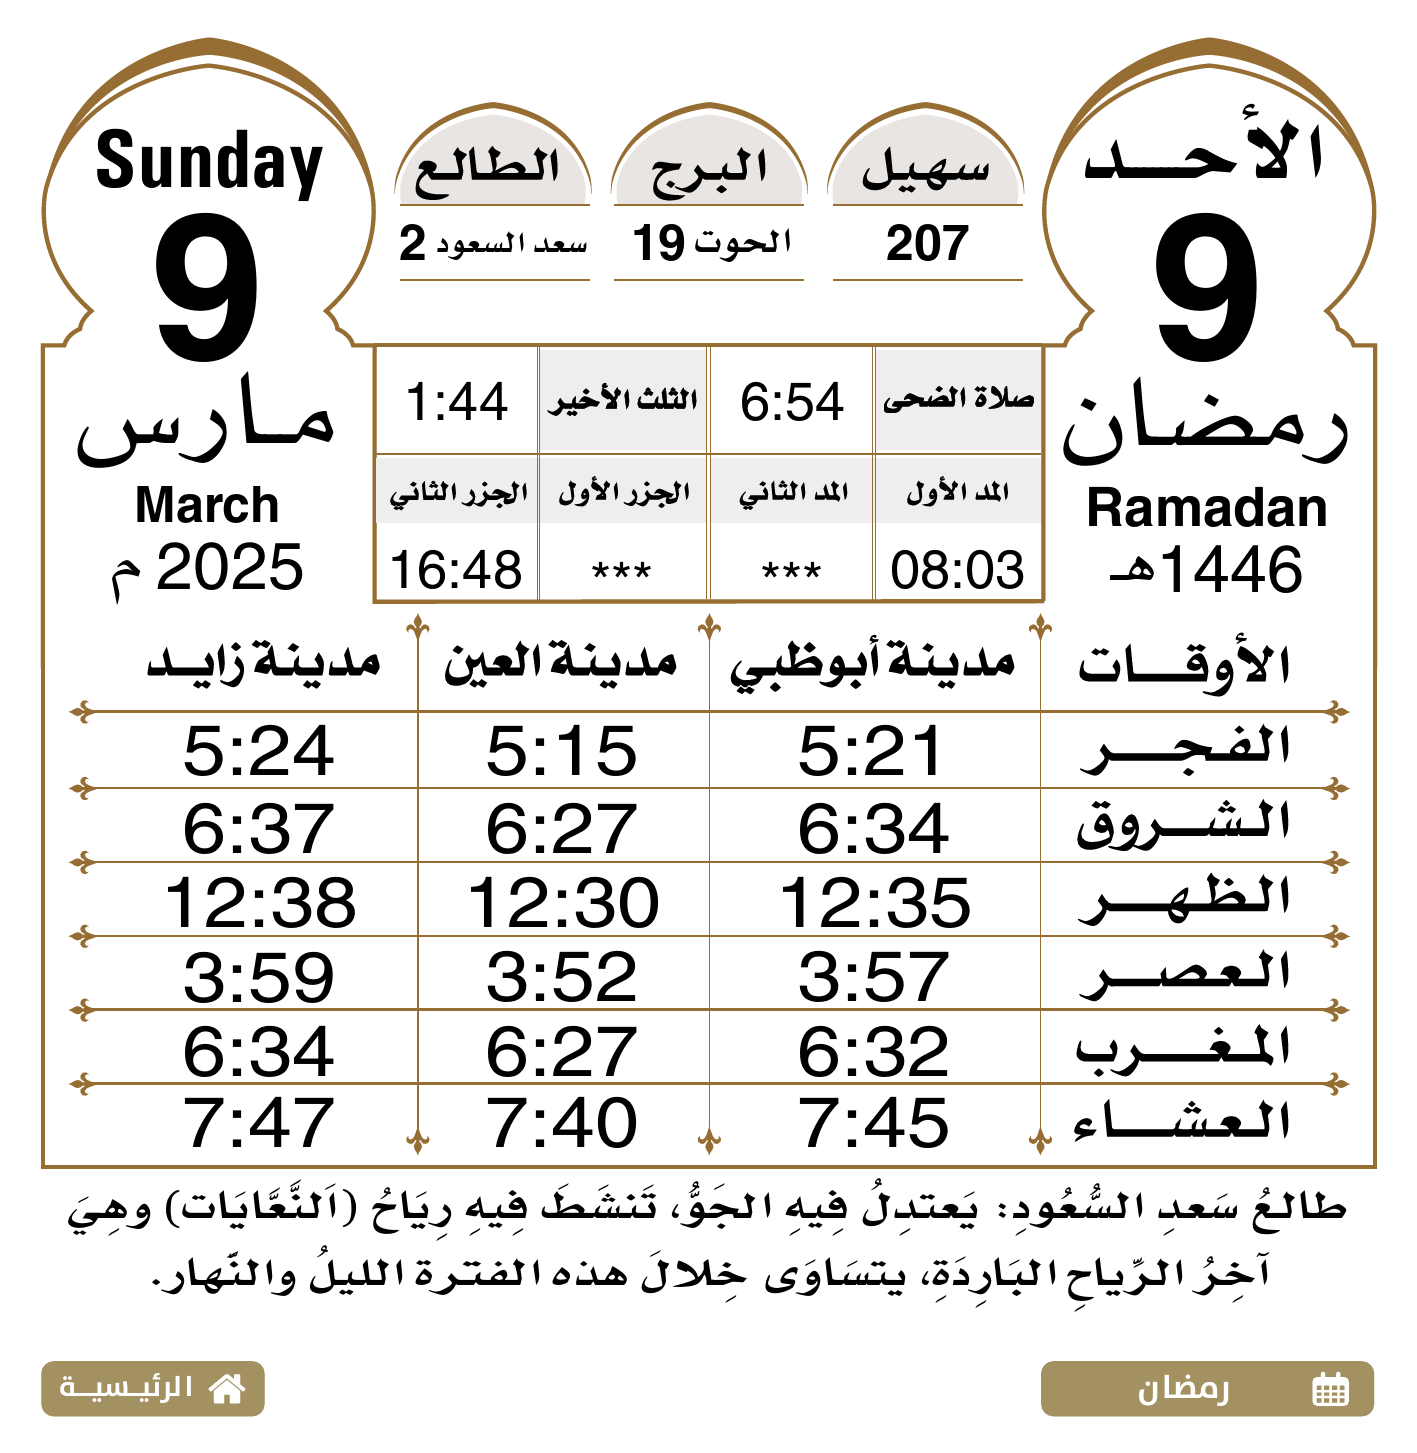 الأحد
9
رمضان
Ramadan
1446هـ
سهيل
207
البرج
الحوت 19
الطالع
سعد السعود 2
Sunday
9
مارس
March
2025 م
صلاة الضحى 6:54 الثلث الأخير 1:44
المد الأول المد الثاني الجزر الأول الجزر الثاني
08:03 *** *** 16:48
الأوقات مدينة أبوظبي مدينة العين مدينة زايد
الفجر 5:21 5:15 5:24
الشروق 6:34 6:27 6:37
الظهر 12:35 12:30 12:38
العصر 3:57 3:52 3:59
المغرب 6:32 6:27 6:34
العشاء 7:45 7:40 7:47
طالعُ سَعدِ السُّعُودِ: يَعتدِلُ فِيهِ الجَوُّ، تَنشَطَ فِيهِ رِيَاحُ (اَلنَّعَّايَات) وهِيَ
آخِرُ الرِّياحِ البَارِدَةِ، يتسَاوَى خِلالَ هذه الفترة الليلُ والنّهار.
رمضان
الرئيسية